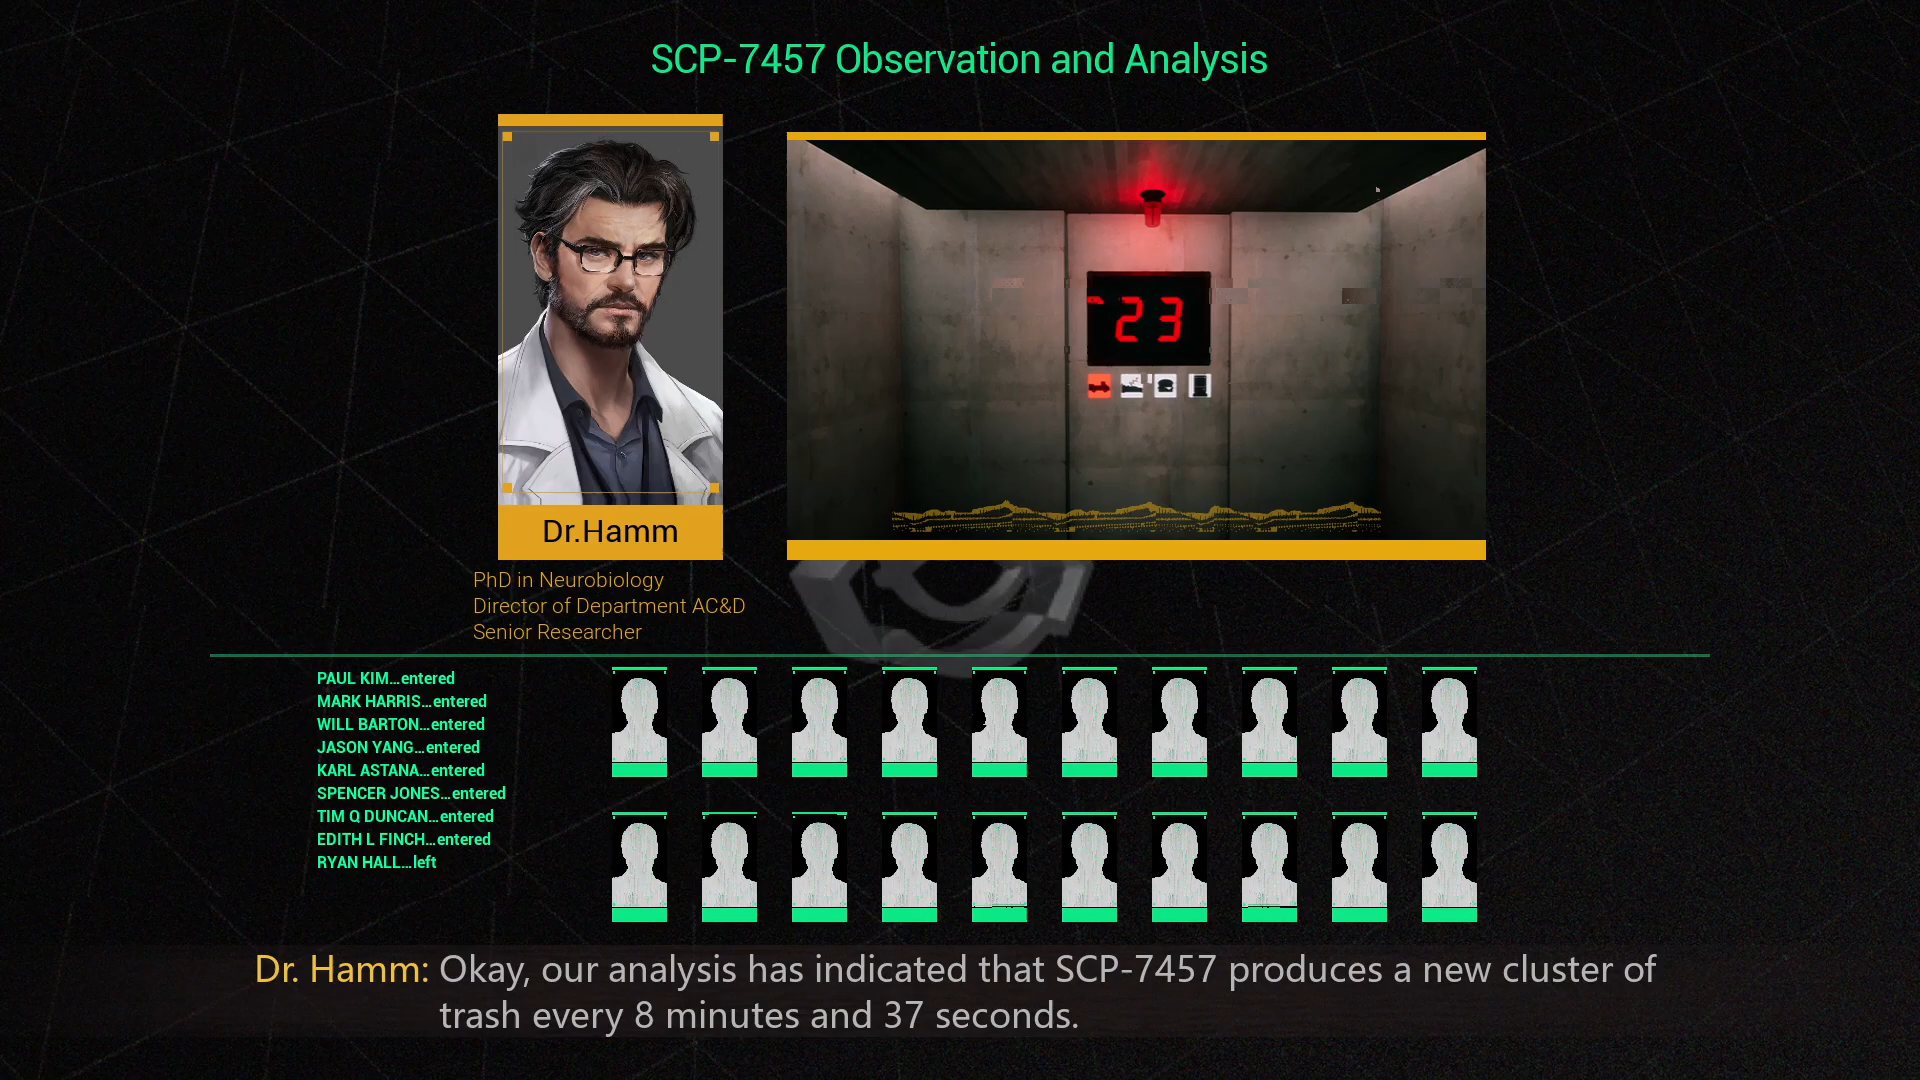 SCP-7457 Observation and Analysis
23
Dr.Hamm
PhD in Neurobiology
Director of Department AC&D
Senior Researcher
PAUL KIM...entered
MARK HARRIS...entered
WILL BARTON...entered
JASON YANG...entered
KARL ASTANA...entered
SPENCER JONES...entered
TIM Q DUNCAN...entered
EDITH L FINCH...entered
RYAN HALL...left
Dr. Hamm: Okay, our analysis has indicated that SCP-7457 produces a new cluster of
trash every 8 minutes and 37 seconds.